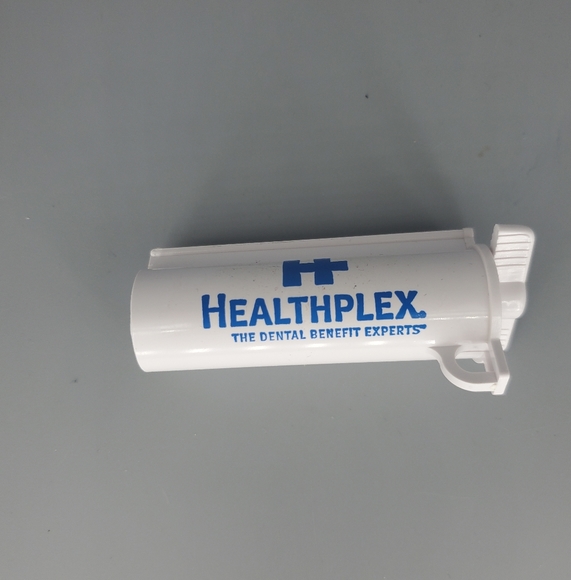 HEALTHPLEX.
THE DENTAL BENEFIT EXPERTS